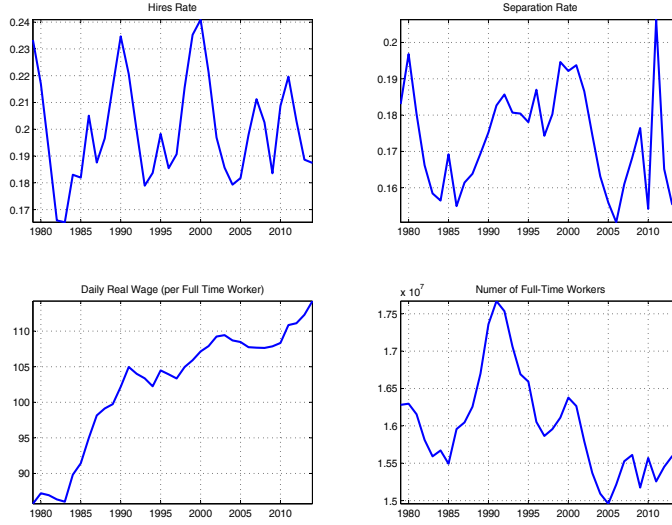 Hires Rate
0.24
0.23
0.22
0.21
0.2
0.19
0.18
0.17
1980 1985 1990 1995 2000 2005 2010
Separation Rate
0.2
0.19
0.18
0.17
0.16
1980 1985 1990 1995 2000 2005 2010
Daily Real Wage (per Full Time Worker)
110
105
100
95
90
1980 1985 1990 1995 2000 2005 2010
Numer of Full-Time Workers
x 10^7
1.75
1.7
1.65
1.6
1.55
1.5
1980 1985 1990 1995 2000 2005 2010